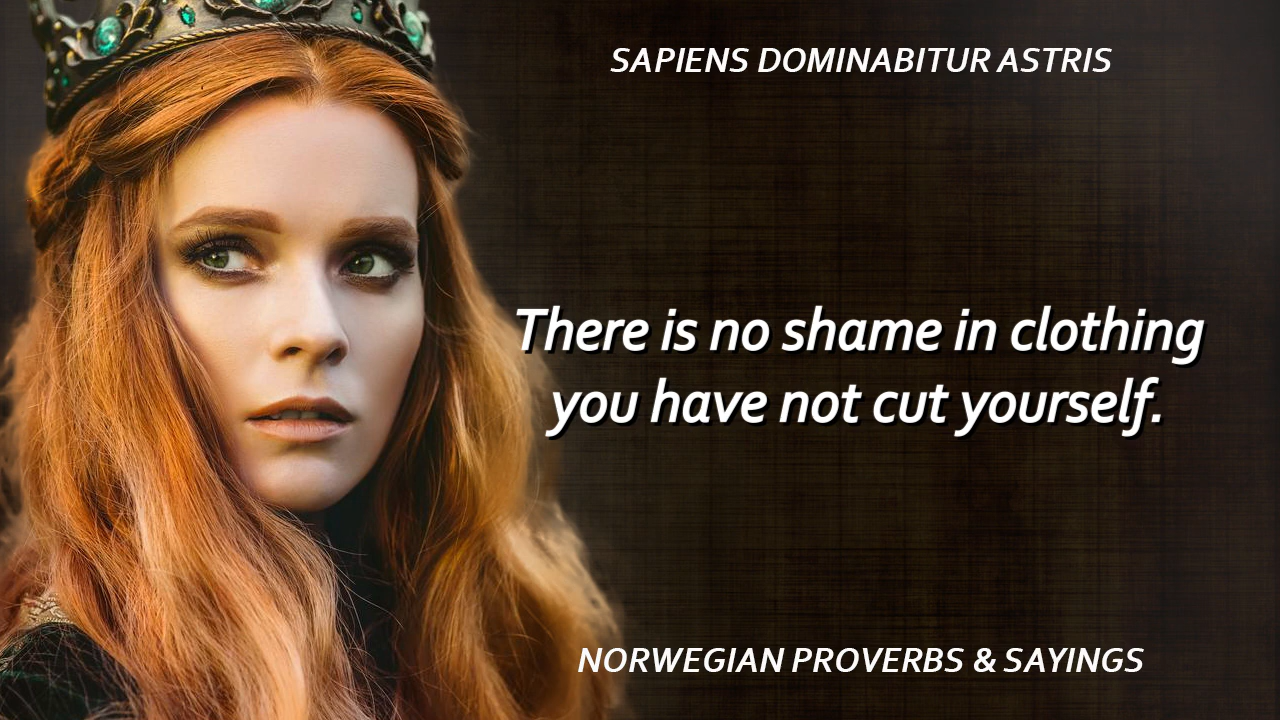 SAPIENS DOMINABITUR ASTRIS
There is no shame in clothing
you have not cut yourself.
NORWEGIAN PROVERBS & SAYINGS